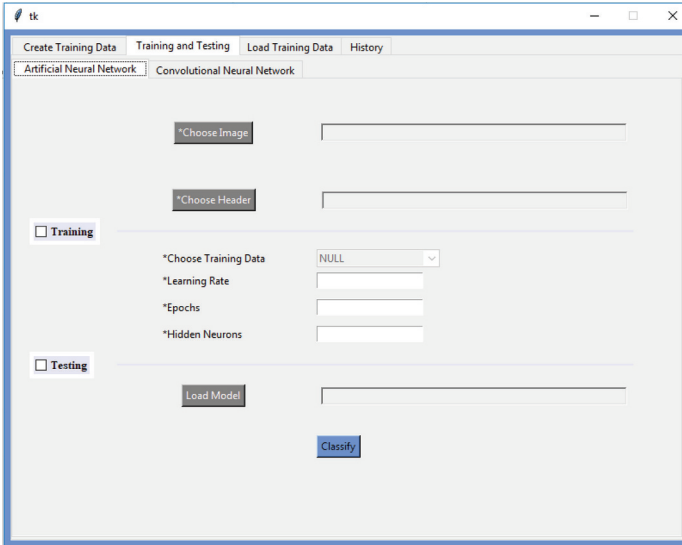 tk
Create Training Data Training and Testing Load Training Data History
Artificial Neural Network Convolutional Neural Network
*Choose Image
*Choose Header
Training
*Choose Training Data NULL
*Learning Rate
*Epochs
*Hidden Neurons
Testing
Load Model
Classify